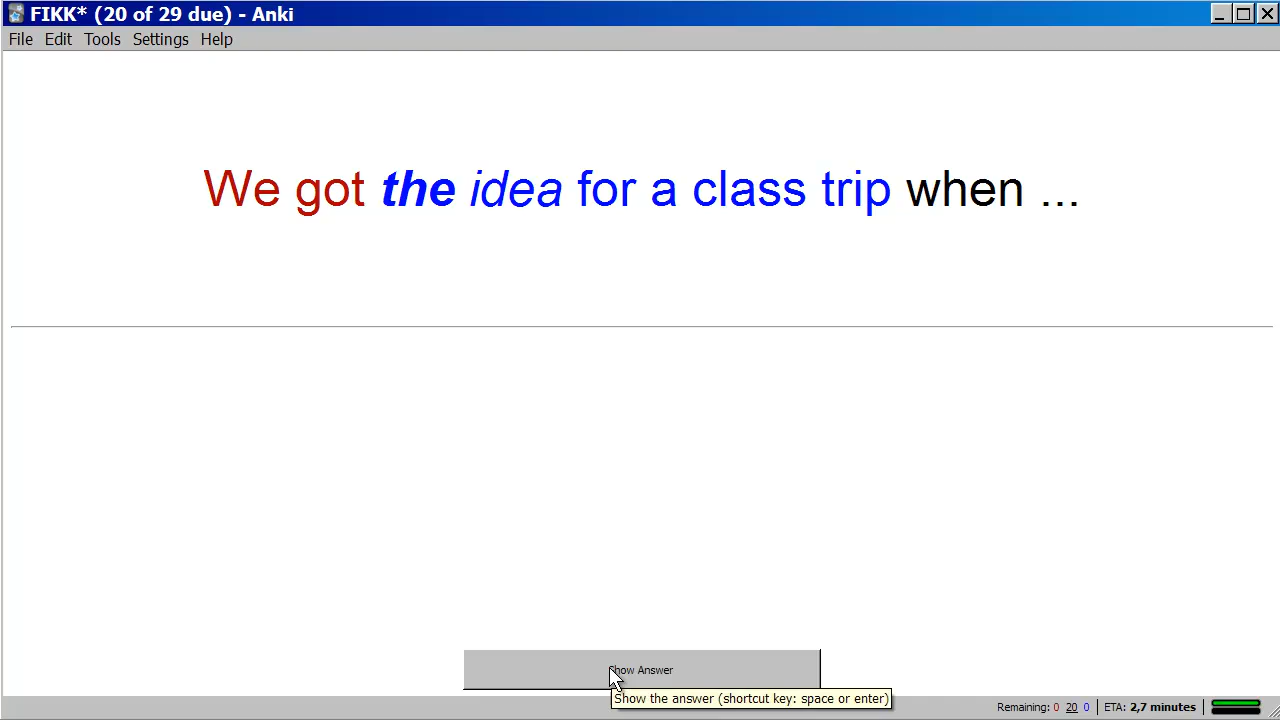 FIKK* (20 of 29 due) - Anki
File Edit Tools Settings Help
We got the idea for a class trip when ...
Show Answer
Show the answer (shortcut key: space or enter)
Remaining: 0 20 0 ETA: 2,7 minutes